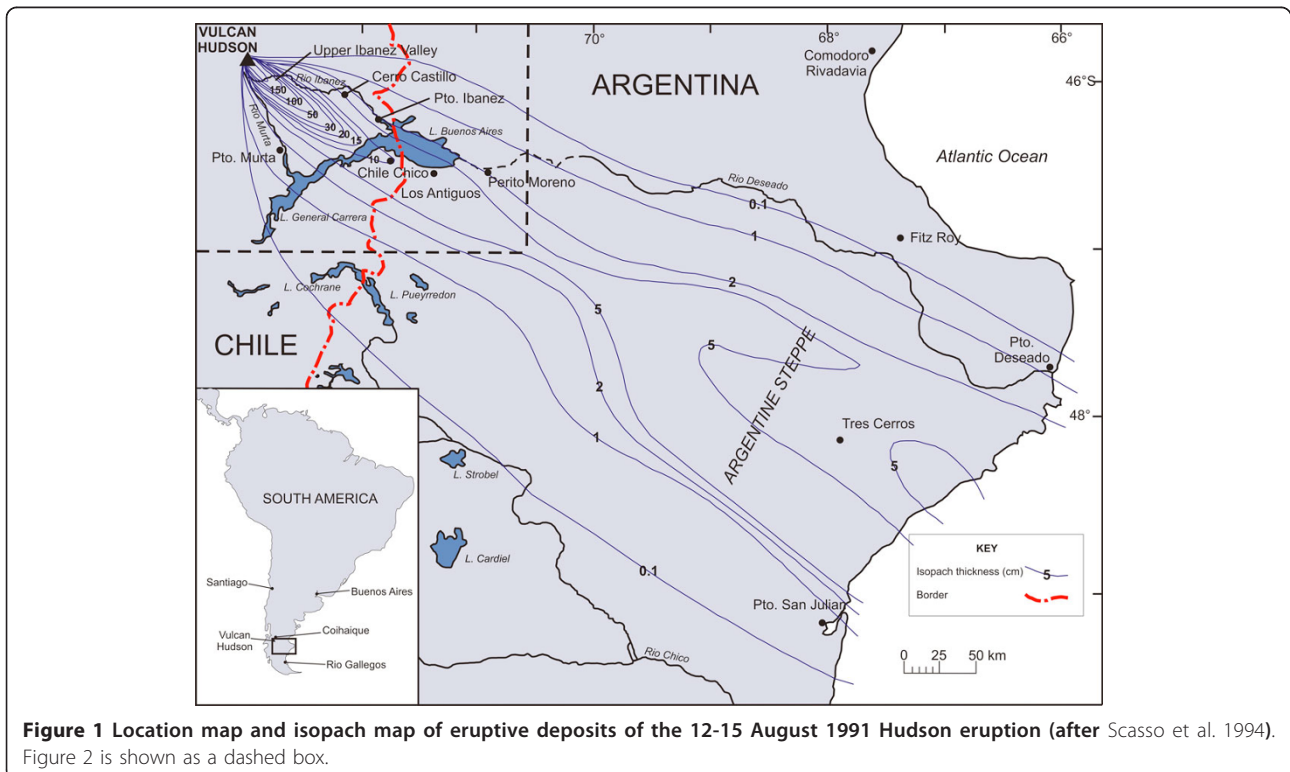 VULCAN
HUDSON
Upper Ibanez Valley
Rio Ibanez
Cerro Castillo
Pto. Ibanez
150
100
50
30
20
15
10
Rio Murta
Pto. Murta
L. Buenos Aires
Chile Chico
Los Antiguos
Perito Moreno
L. General Carrera
70°
68°
66°
46°S
48°
ARGENTINA
Comodoro
Rivadavia
Atlantic Ocean
Rio Deseado
0.1
1
Fitz Roy
2
5
L. Cochrane
L. Pueyrredon
CHILE
5
2
1
ARGENTINE STEPPE
Pto.
Deseado
Tres Cerros
5
L. Strobel
L. Cardiel
0.1
Pto. San Julian
Rio Chico
SOUTH AMERICA
Santiago
Buenos Aires
Coihaique
Vulcan
Hudson
Rio Gallegos
KEY
Isopach thickness (cm) 5
Border
0 25 50 km
Figure 1 Location map and isopach map of eruptive deposits of the 12-15 August 1991 Hudson eruption (after Scasso et al. 1994).
Figure 2 is shown as a dashed box.